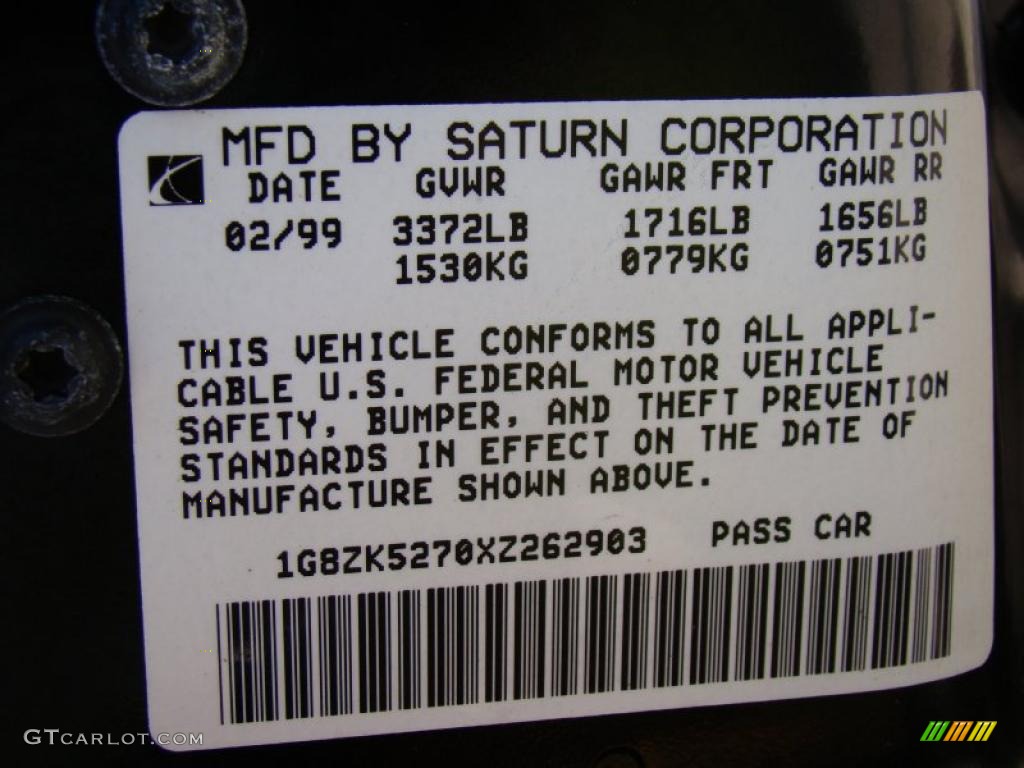 MFD BY SATURN CORPORATION
DATE GVWR GAWR FRT GAWR RR
02/99 3372LB 1716LB 1656LB
1530KG 0779KG 0751KG
THIS VEHICLE CONFORMS TO ALL APPLI-
CABLE U.S. FEDERAL MOTOR VEHICLE
SAFETY, BUMPER, AND THEFT PREVENTION
STANDARDS IN EFFECT ON THE DATE OF
MANUFACTURE SHOWN ABOVE.
1G8ZK5270XZ262903 PASS CAR
GTCARLOT.COM